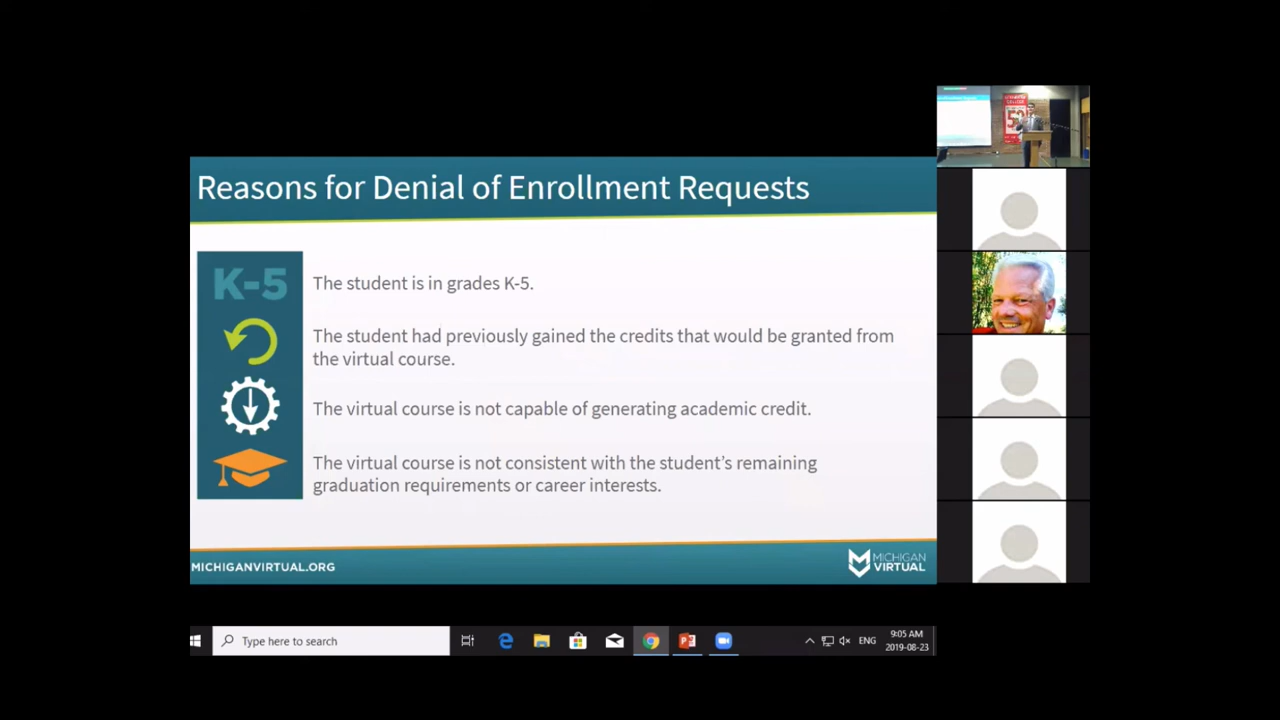 Reasons for Denial of Enrollment Requests
K-5
The student is in grades K-5.
The student had previously gained the credits that would be granted from
the virtual course.
The virtual course is not capable of generating academic credit.
The virtual course is not consistent with the student's remaining
graduation requirements or career interests.
MICHIGANVIRTUAL.ORG
MICHIGAN
VIRTUAL
Type here to search
ENG
9:05 AM
2019-08-23